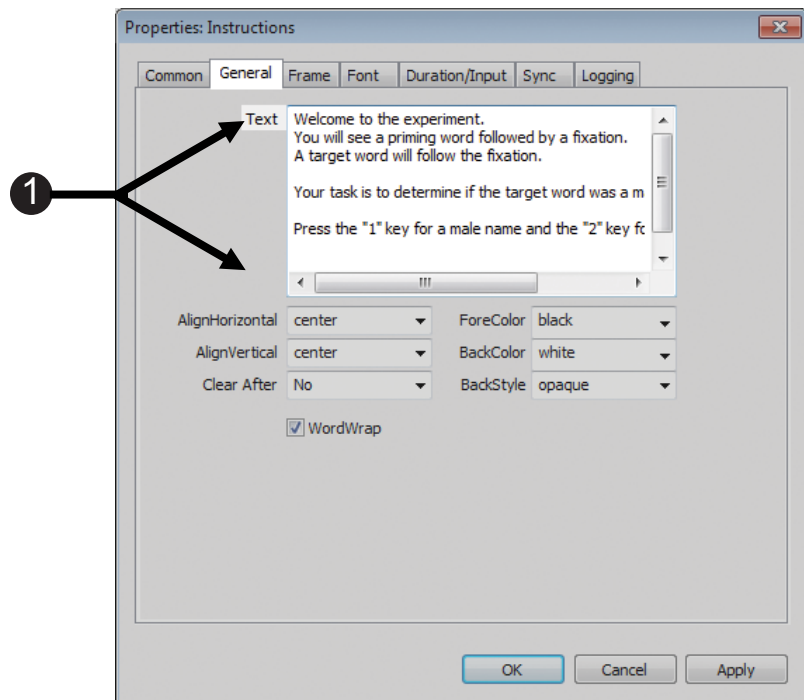 Properties: Instructions
Common General Frame Font Duration/Input Sync Logging
Text
Welcome to the experiment.
You will see a priming word followed by a fixation.
A target word will follow the fixation.
Your task is to determine if the target word was a m
Press the "1" key for a male name and the "2" key fo
1
AlignHorizontal center ForeColor black
AlignVertical center BackColor white
Clear After No BackStyle opaque
WordWrap
OK Cancel Apply